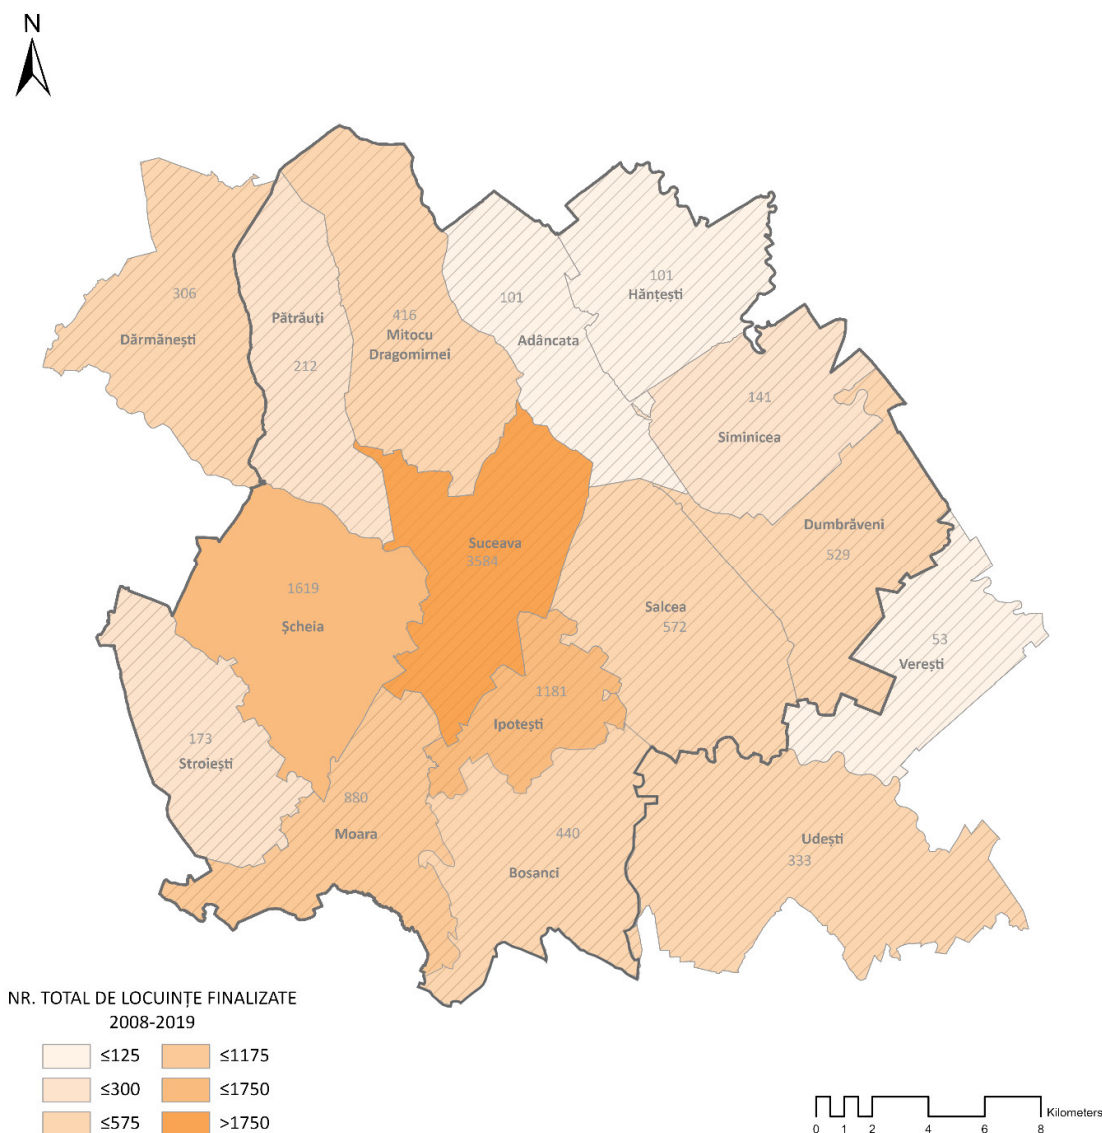 N
306
Dărmănești
Pătrăuți
212
416
Mitocu
Dragomirnei
101
Adâncata
101
Hănțești
141
Siminicea
Dumbrăveni
529
Suceava
3584
1619
Șcheia
Salcea
572
53
Verești
1181
Ipotești
173
Stroiești
880
Moara
440
Bosanci
Udești
333
NR. TOTAL DE LOCUINȚE FINALIZATE
2008-2019
≤125 ≤1175
≤300 ≤1750
≤575 >1750
Kilometers
0 1 2 4 6 8